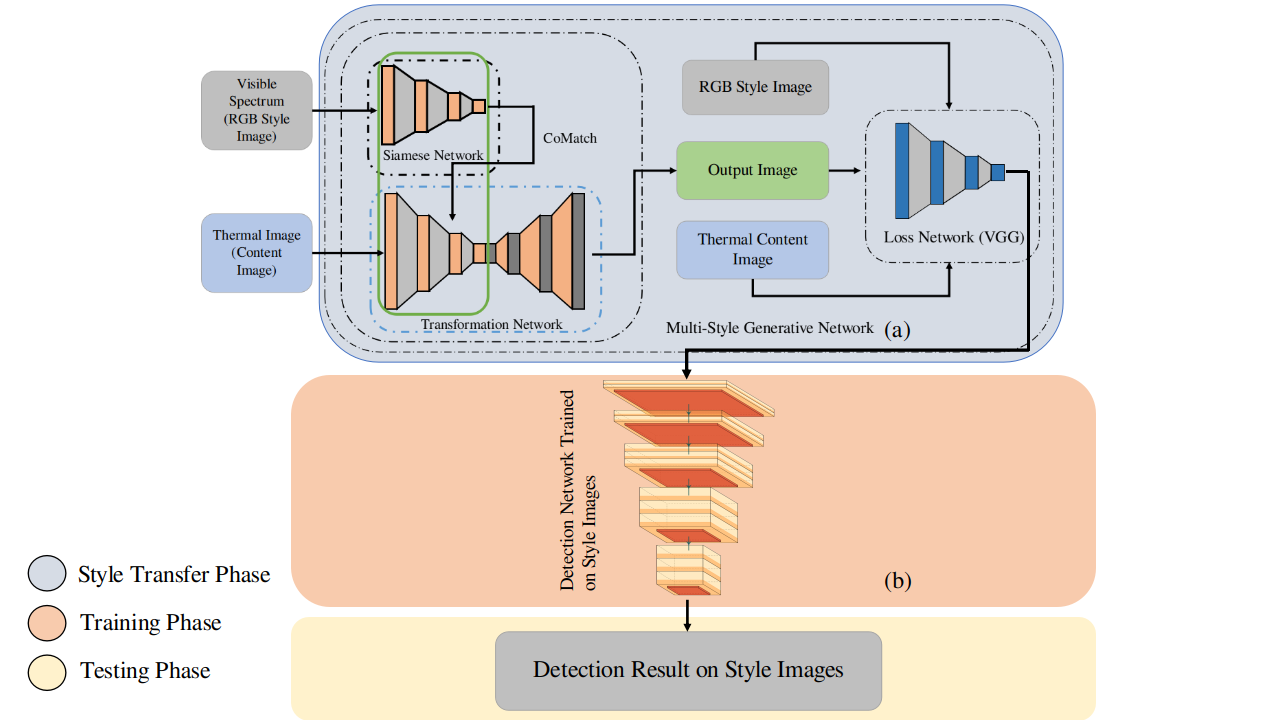 Visible
Spectrum
(RGB Style
Image)
Thermal Image
(Content
Image)
Siamese Network
CoMatch
Transformation Network
RGB Style Image
Output Image
Thermal Content
Image
Loss Network (VGG)
Multi-Style Generative Network (a)
Detection Network Trained
on Style Images
(b)
Style Transfer Phase
Training Phase
Testing Phase
Detection Result on Style Images